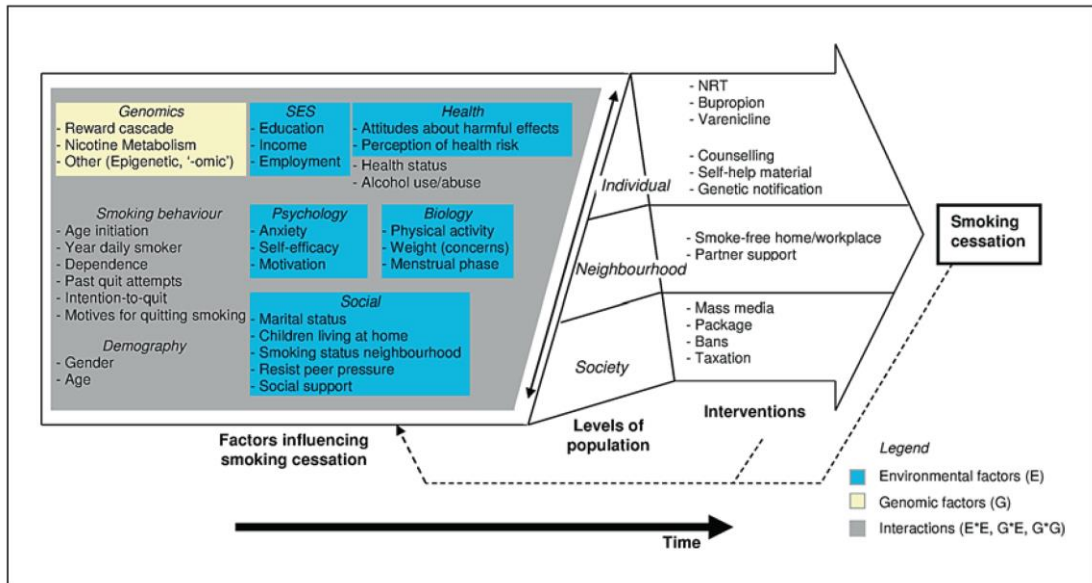 Genomics
- Reward cascade
- Nicotine Metabolism
- Other (Epigenetic, '-omic')
SES
- Education
- Income
- Employment
Health
- Attitudes about harmful effects
- Perception of health risk
- Health status
- Alcohol use/abuse
Smoking behaviour
- Age initiation
- Year daily smoker
- Dependence
- Past quit attempts
- Intention-to-quit
- Motives for quitting smoking
Psychology
- Anxiety
- Self-efficacy
- Motivation
Biology
- Physical activity
- Weight (concerns)
- Menstrual phase
Demography
- Gender
- Age
Social
- Marital status
- Children living at home
- Smoking status neighbourhood
- Resist peer pressure
- Social support
Factors influencing
smoking cessation
Individual
Neighbourhood
Society
Levels of
population
- NRT
- Bupropion
- Varenicline
- Counselling
- Self-help material
- Genetic notification
- Smoke-free home/workplace
- Partner support
- Mass media
- Package
- Bans
- Taxation
Interventions
Smoking
cessation
Time
Legend
Environmental factors (E)
Genomic factors (G)
Interactions (E*E, G*E, G*G)